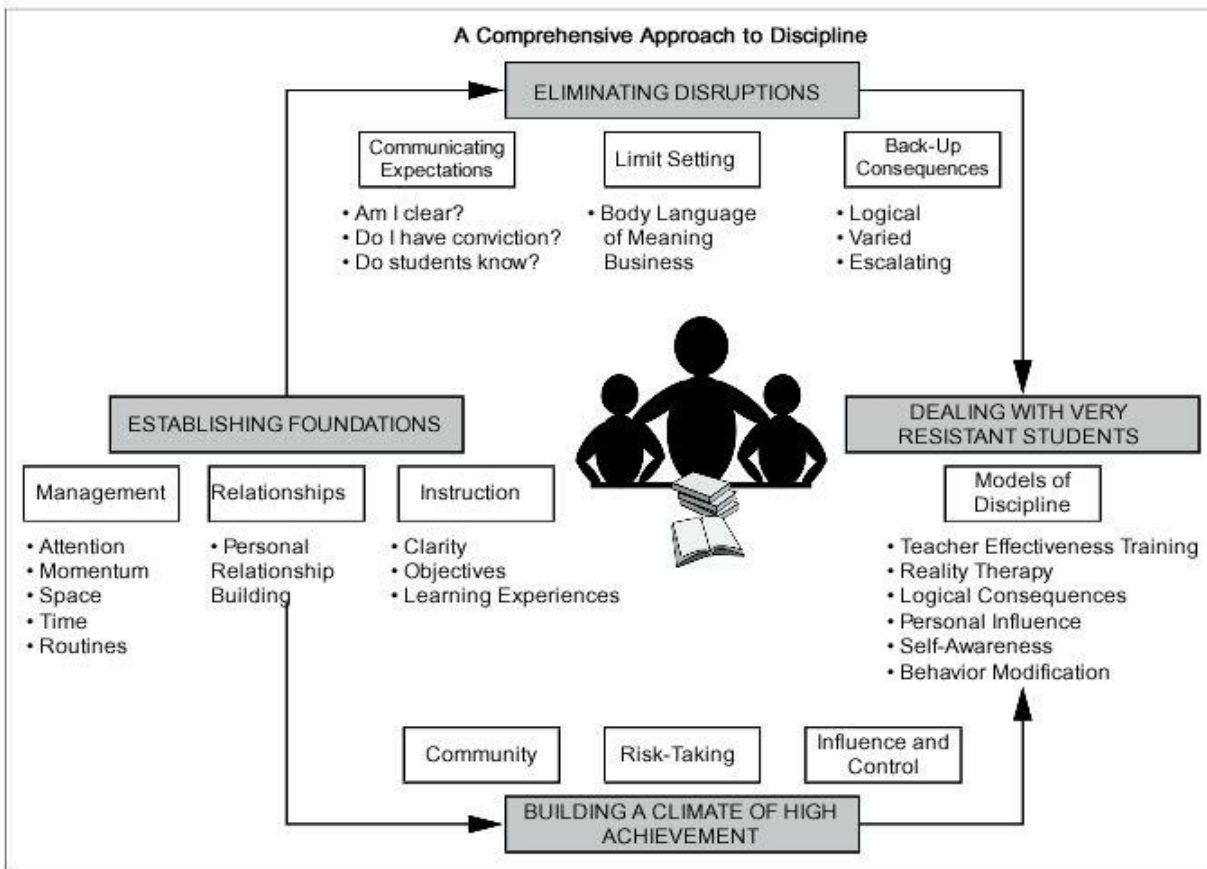 A Comprehensive Approach to Discipline
ELIMINATING DISRUPTIONS
Communicating
Expectations
• Am I clear?
• Do I have conviction?
• Do students know?
Limit Setting
• Body Language
of Meaning
Business
Back-Up
Consequences
• Logical
• Varied
• Escalating
ESTABLISHING FOUNDATIONS
Management
• Attention
• Momentum
• Space
• Time
• Routines
Relationships
• Personal
Relationship
Building
Instruction
• Clarity
• Objectives
• Learning Experiences
DEALING WITH VERY
RESISTANT STUDENTS
Models of
Discipline
• Teacher Effectiveness Training
• Reality Therapy
• Logical Consequences
• Personal Influence
• Self-Awareness
• Behavior Modification
Community
Risk-Taking
Influence and
Control
BUILDING A CLIMATE OF HIGH
ACHIEVEMENT